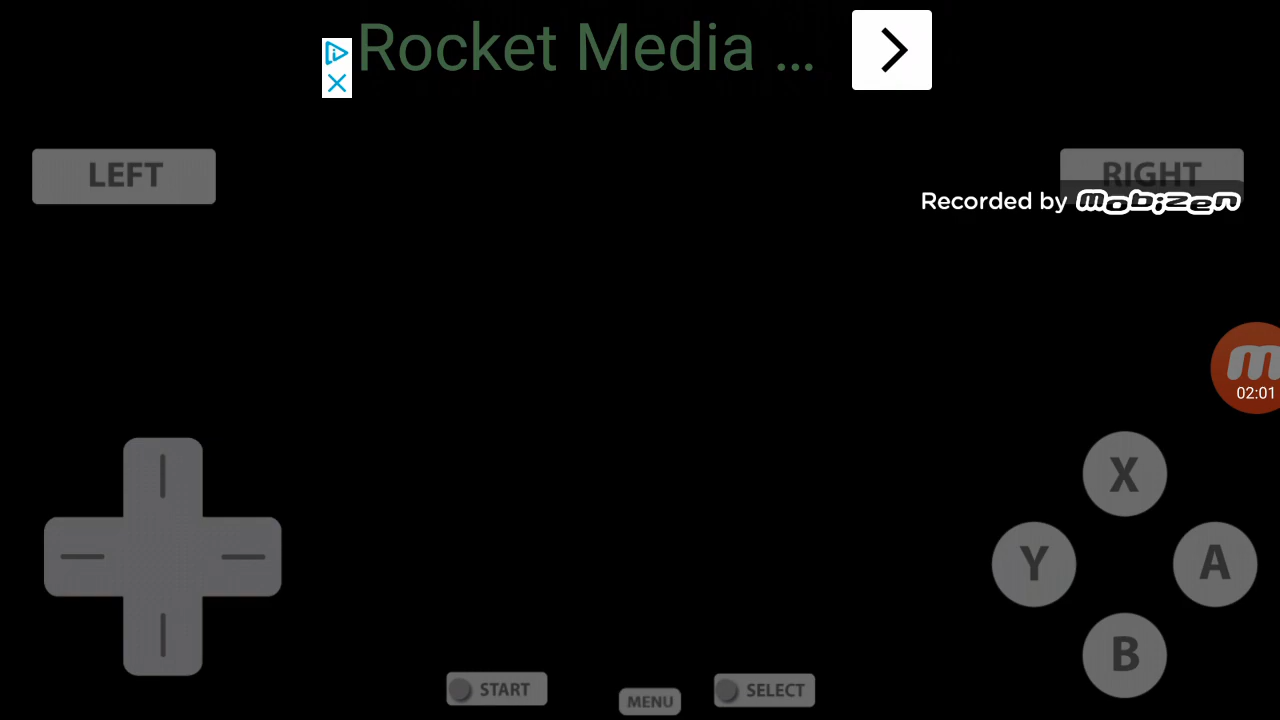 Rocket Media ...
LEFT
RIGHT
Recorded by mobizen
02:01
X
Y
A
B
START
SELECT
MENU